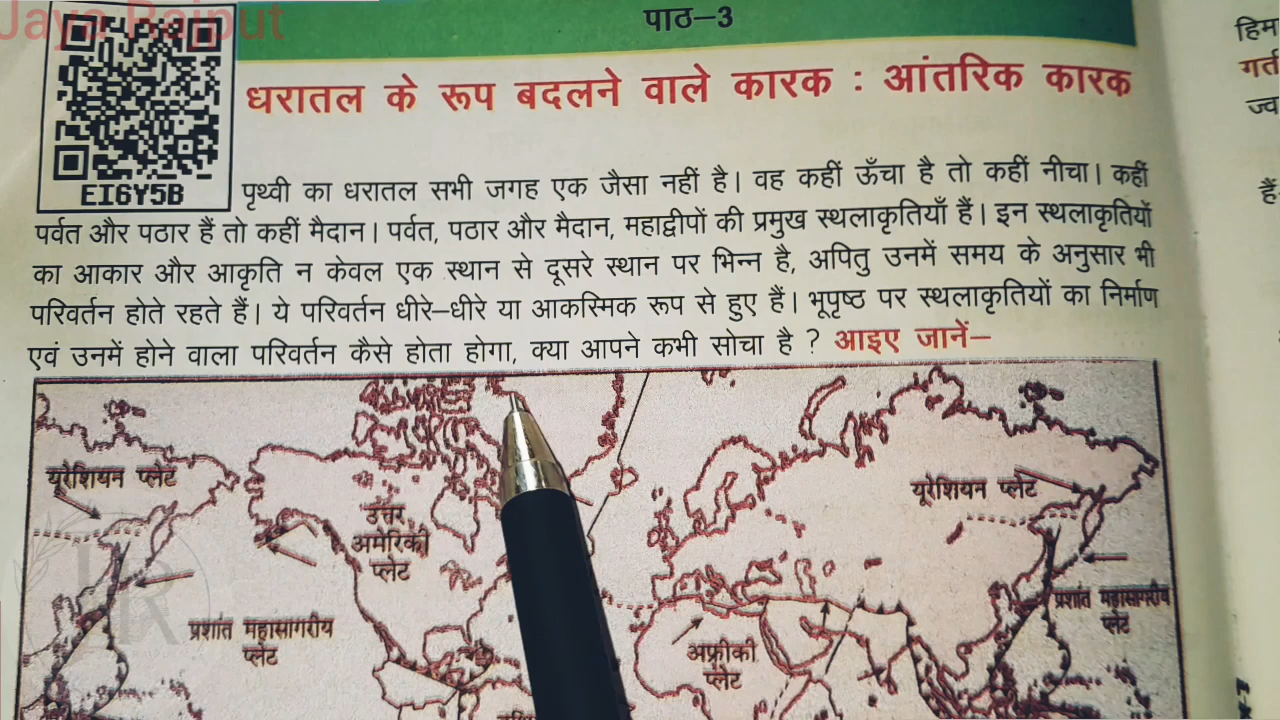 Jaya Rajput
पाठ–3
धरातल के रूप बदलने वाले कारक : आंतरिक कारक
EI6Y5B
पृथ्वी का धरातल सभी जगह एक जैसा नहीं है। वह कहीं ऊँचा है तो कहीं नीचा। कहीं
पर्वत और पठार हैं तो कहीं मैदान। पर्वत, पठार और मैदान, महाद्वीपों की प्रमुख स्थलाकृतियाँ हैं। इन स्थलाकृतियों
का आकार और आकृति न केवल एक स्थान से दूसरे स्थान पर भिन्न है, अपितु उनमें समय के अनुसार भी
परिवर्तन होते रहते हैं। ये परिवर्तन धीरे–धीरे या आकस्मिक रूप से हुए हैं। भूपृष्ठ पर स्थलाकृतियों का निर्माण
एवं उनमें होने वाला परिवर्तन कैसे होता होगा, क्या आपने कभी सोचा है ? आइए जानें–
यूरेशियन प्लेट
यूरेशियन प्लेट
उत्तर
अमेरिकी
प्लेट
प्रशांत महासागरीय
प्लेट
अफ्रीकी
प्लेट
प्रशांत महासागरीय
प्लेट
हिम
गर्त
ज्व
हैं